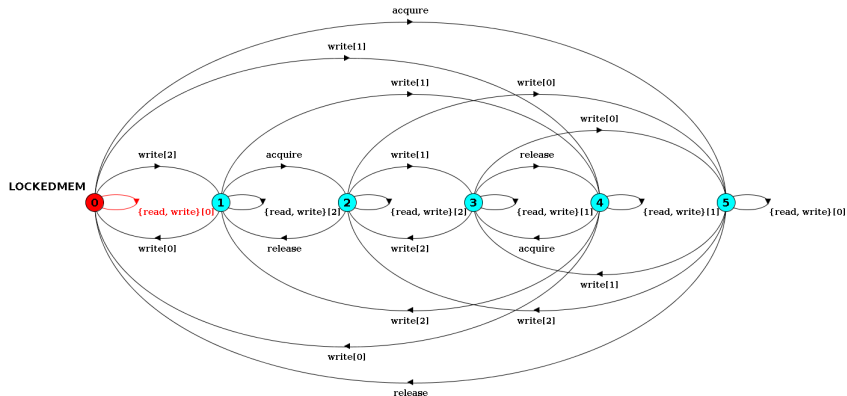 acquire
write[1]
write[1]
write[0]
write[0]
write[2]
acquire
write[1]
release
LOCKEDMEM
0
1
2
3
4
5
{read, write}[0]
{read, write}[2]
{read, write}[2]
{read, write}[1]
{read, write}[1]
{read, write}[0]
write[0]
release
write[2]
acquire
write[1]
write[2]
write[2]
write[0]
release